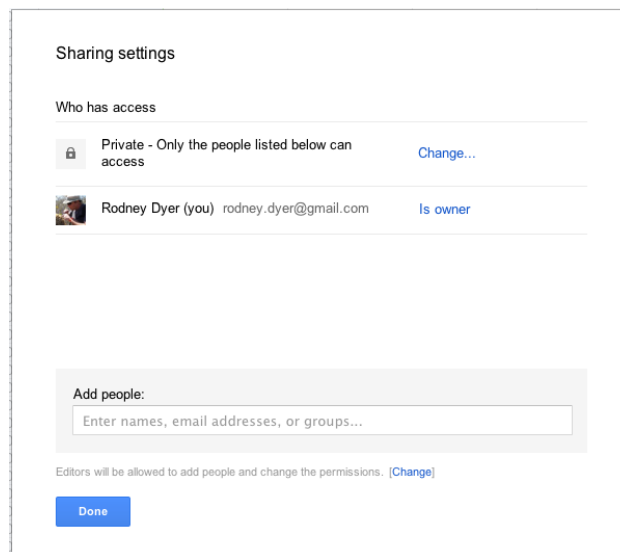 Sharing settings
Who has access
Private - Only the people listed below can
access
Change...
Rodney Dyer (you) rodney.dyer@gmail.com
Is owner
Add people:
Enter names, email addresses, or groups...
Editors will be allowed to add people and change the permissions. [Change]
Done